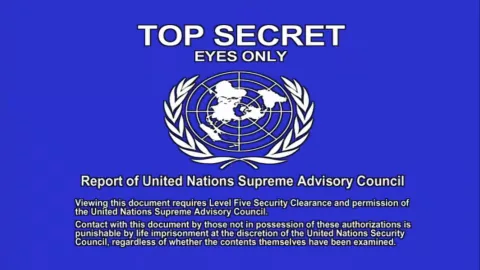 TOP SECRET
EYES ONLY
Report of United Nations Supreme Advisory Council
Viewing this document requires Level Five Security Clearance and permission of
the United Nations Supreme Advisory Council.
Contact with this document by those not in possession of these authorizations is
punishable by life imprisonment at the discretion of the United Nations Security
Council, regardless of whether the contents themselves have been examined.